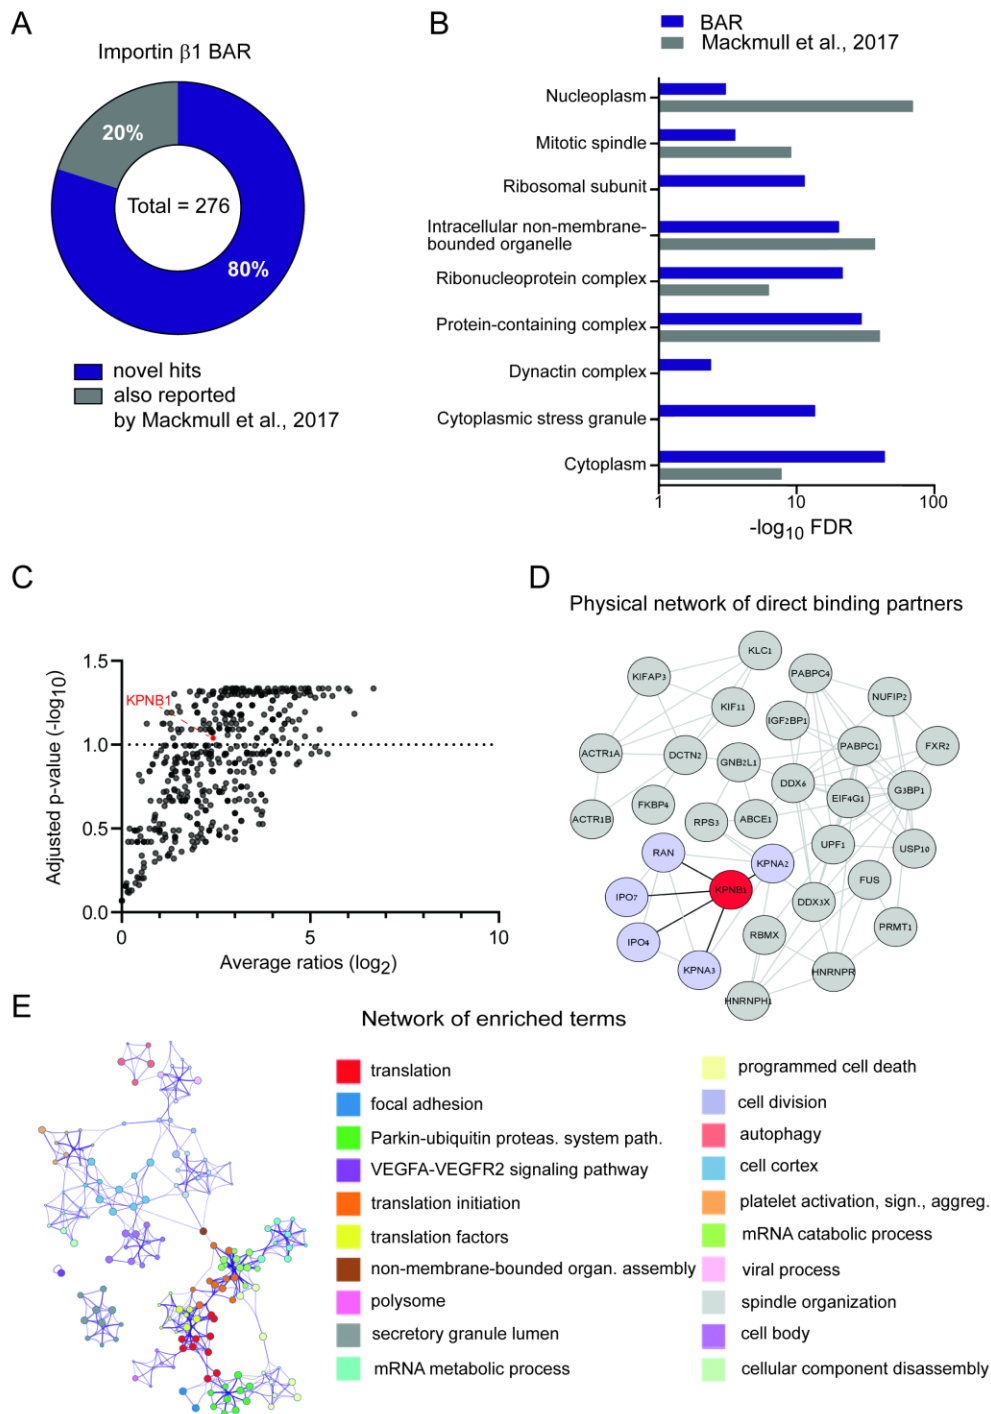 A
Importin β1 BAR
20%
Total = 276
80%
novel hits
also reported
by Mackmull et al., 2017
B
BAR
Mackmull et al., 2017
Nucleoplasm
Mitotic spindle
Ribosomal subunit
Intracellular non-membrane-
bounded organelle
Ribonucleoprotein complex
Protein-containing complex
Dynactin complex
Cytoplasmic stress granule
Cytoplasm
1 10 100
-log10 FDR
C
Adjusted p-value (-log10)
1.5
KPNB1
1.0
0.5
0.0
0 5 10
Average ratios (log2)
D
Physical network of direct binding partners
KLC1
KIFAP3
PABPC4
NUFIP2
KIF11
IGF2BP1
ACTR1A
DCTN2
GNB2L1
PABPC1
FXR2
DDX6
EIF4G1
G3BP1
ACTR1B
FKBP4
RPS3
ABCE1
UPF1
USP10
RAN
KPNA2
KPNB1
FUS
IPO7
DDX3X
PRMT1
IPO4
RBMX
KPNA3
HNRNPR
HNRNPH1
E
Network of enriched terms
translation
focal adhesion
Parkin-ubiquitin proteas. system path.
VEGFA-VEGFR2 signaling pathway
translation initiation
translation factors
non-membrane-bounded organ. assembly
polysome
secretory granule lumen
mRNA metabolic process
programmed cell death
cell division
autophagy
cell cortex
platelet activation, sign., aggreg.
mRNA catabolic process
viral process
spindle organization
cell body
cellular component disassembly